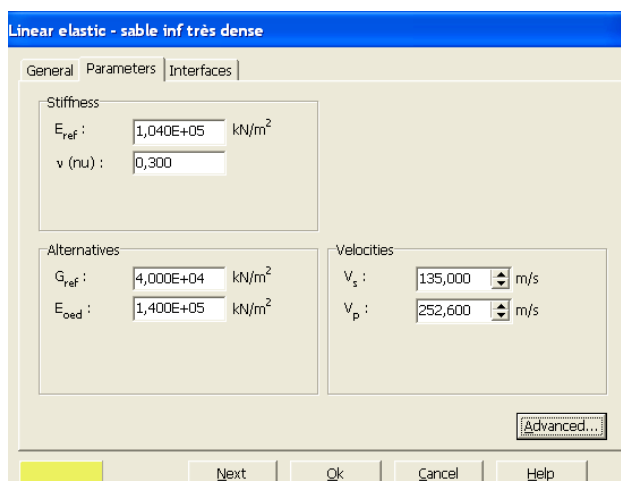 Linear elastic - sable inf très dense
General Parameters Interfaces
Stiffness
E_ref : 1,040E+05 kN/m²
ν (nu) : 0,300
Alternatives
G_ref : 4,000E+04 kN/m²
E_oed : 1,400E+05 kN/m²
Velocities
V_s : 135,000 m/s
V_p : 252,600 m/s
Advanced...
Next Ok Cancel Help